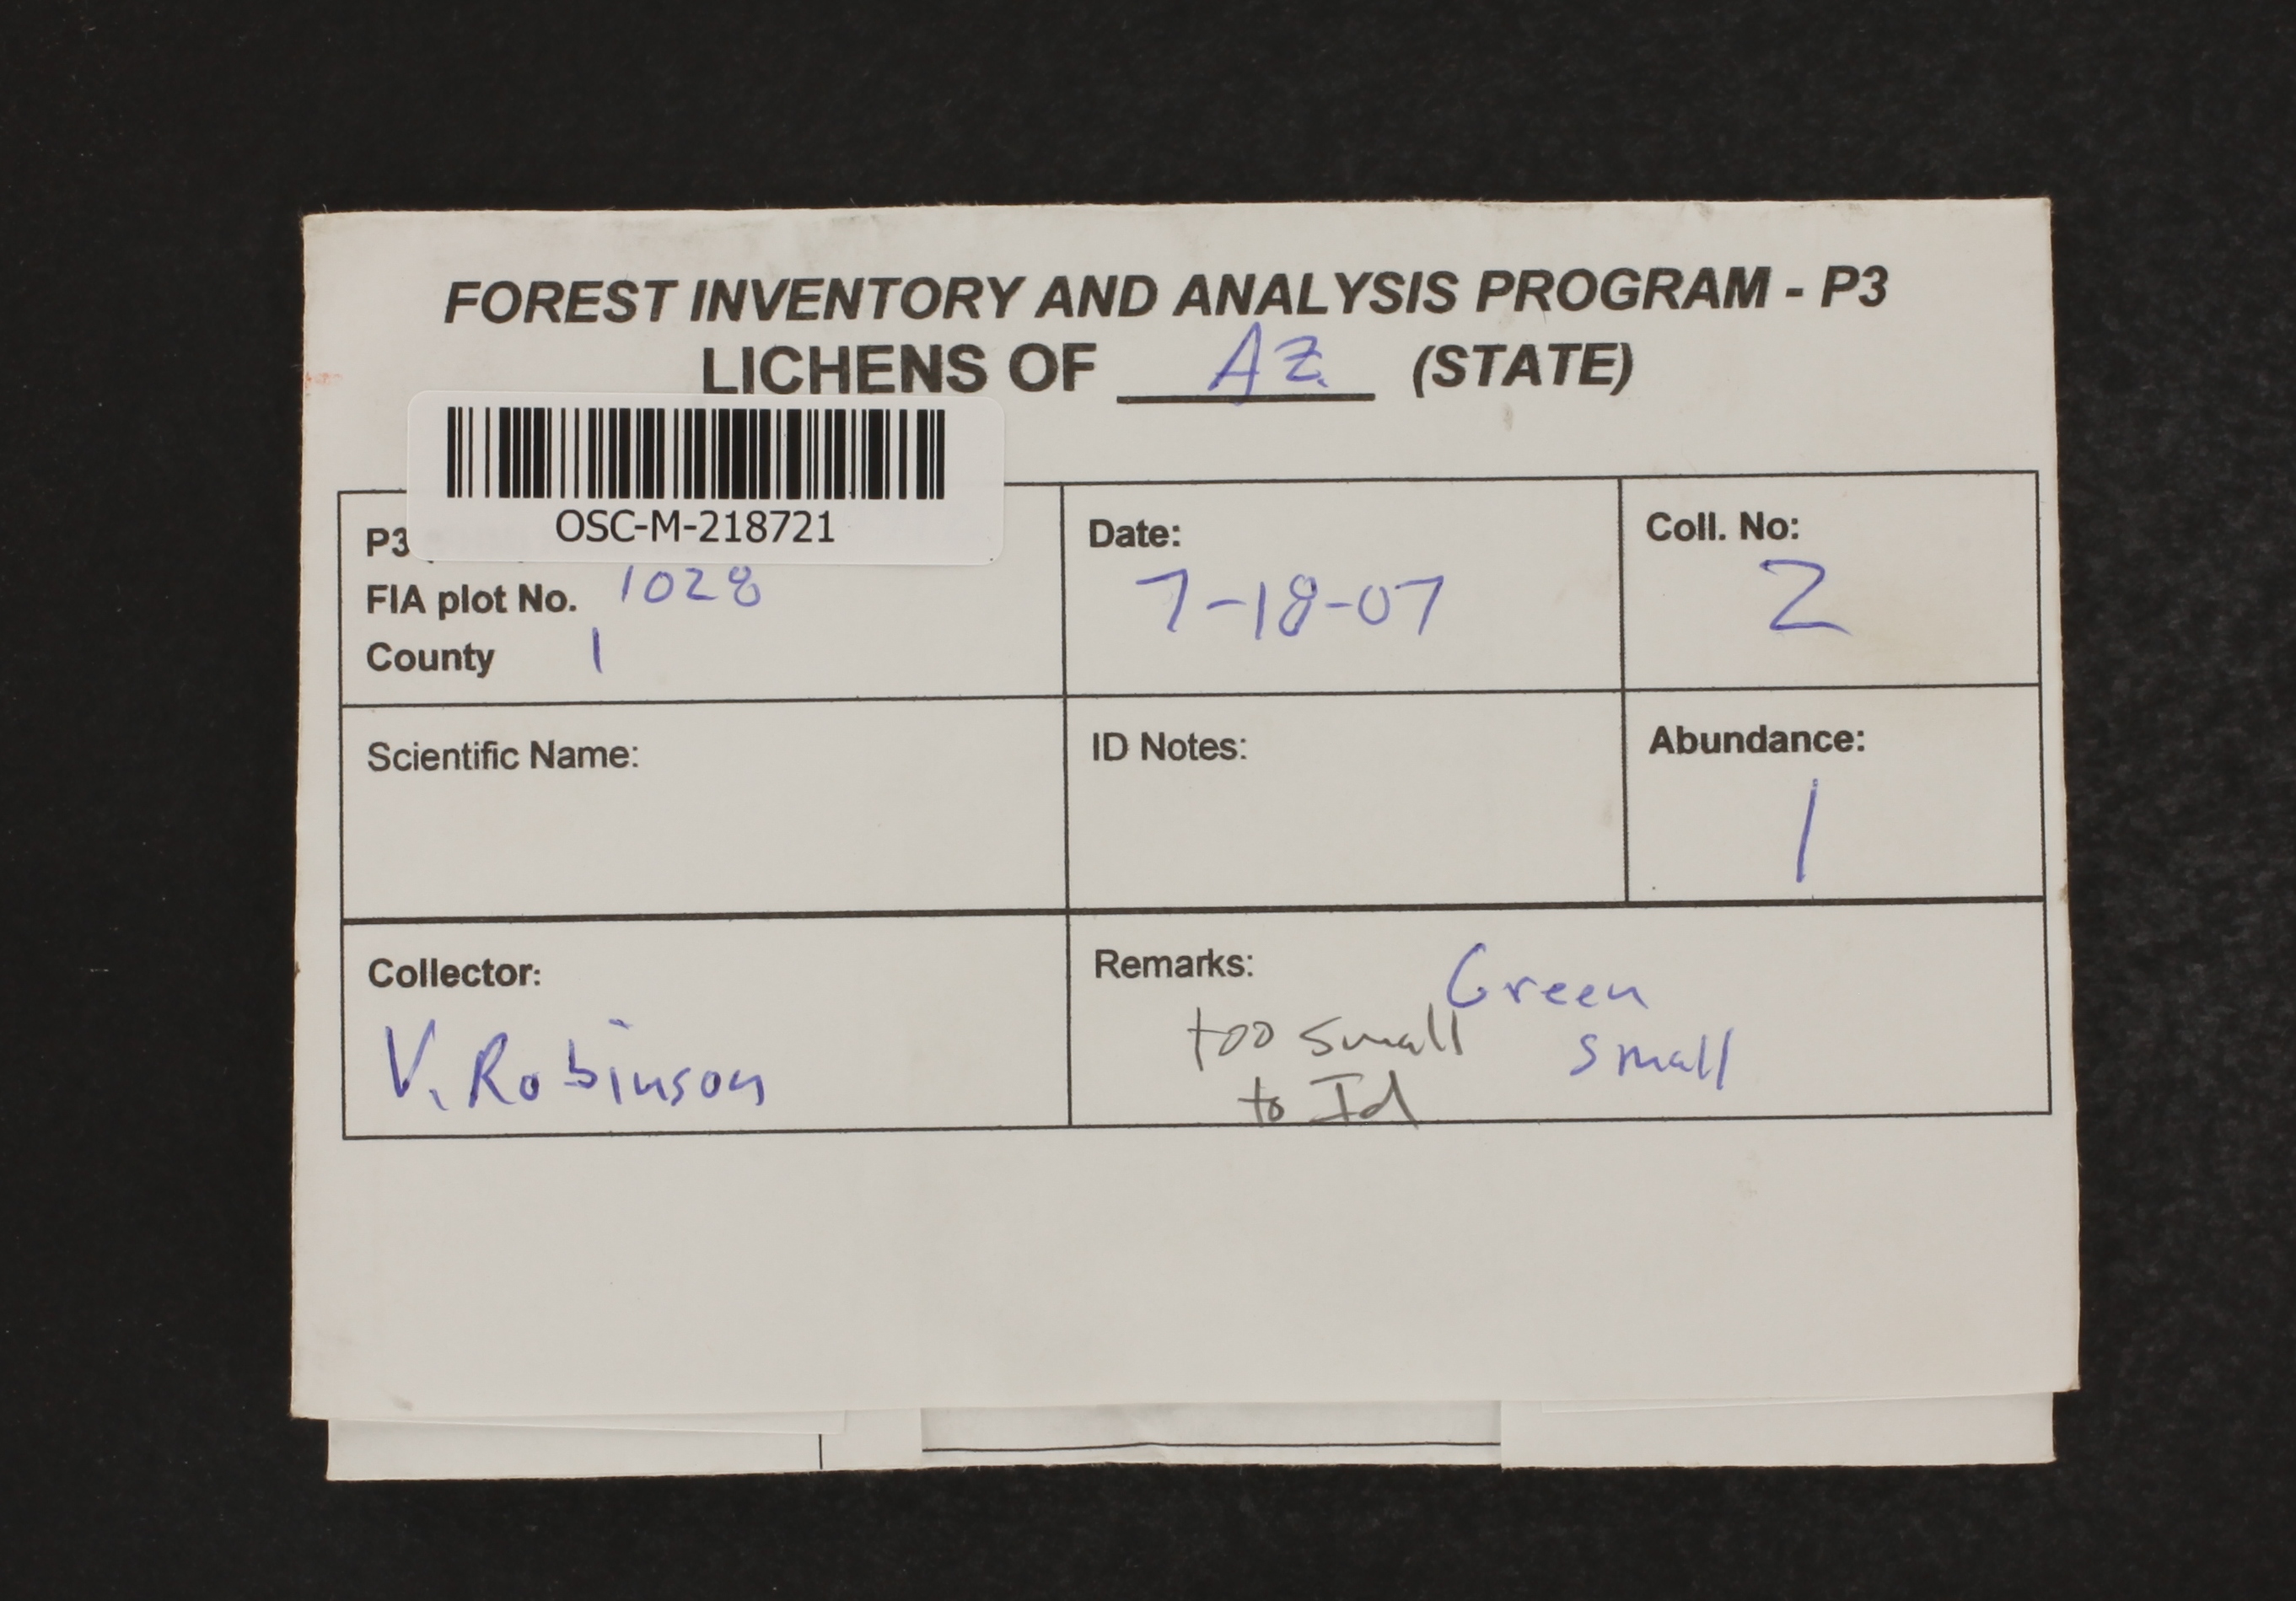 FOREST INVENTORY AND ANALYSIS PROGRAM - P3
LICHENS OF AZ. (STATE)
OSC-M-218721
P3
FIA plot No. 1028
County 1
Date:
7-18-07
Coll. No:
2
Scientific Name:
ID Notes:
Abundance:
1
Collector:
V. Robinson
Remarks:
Green
small
too small
to Id